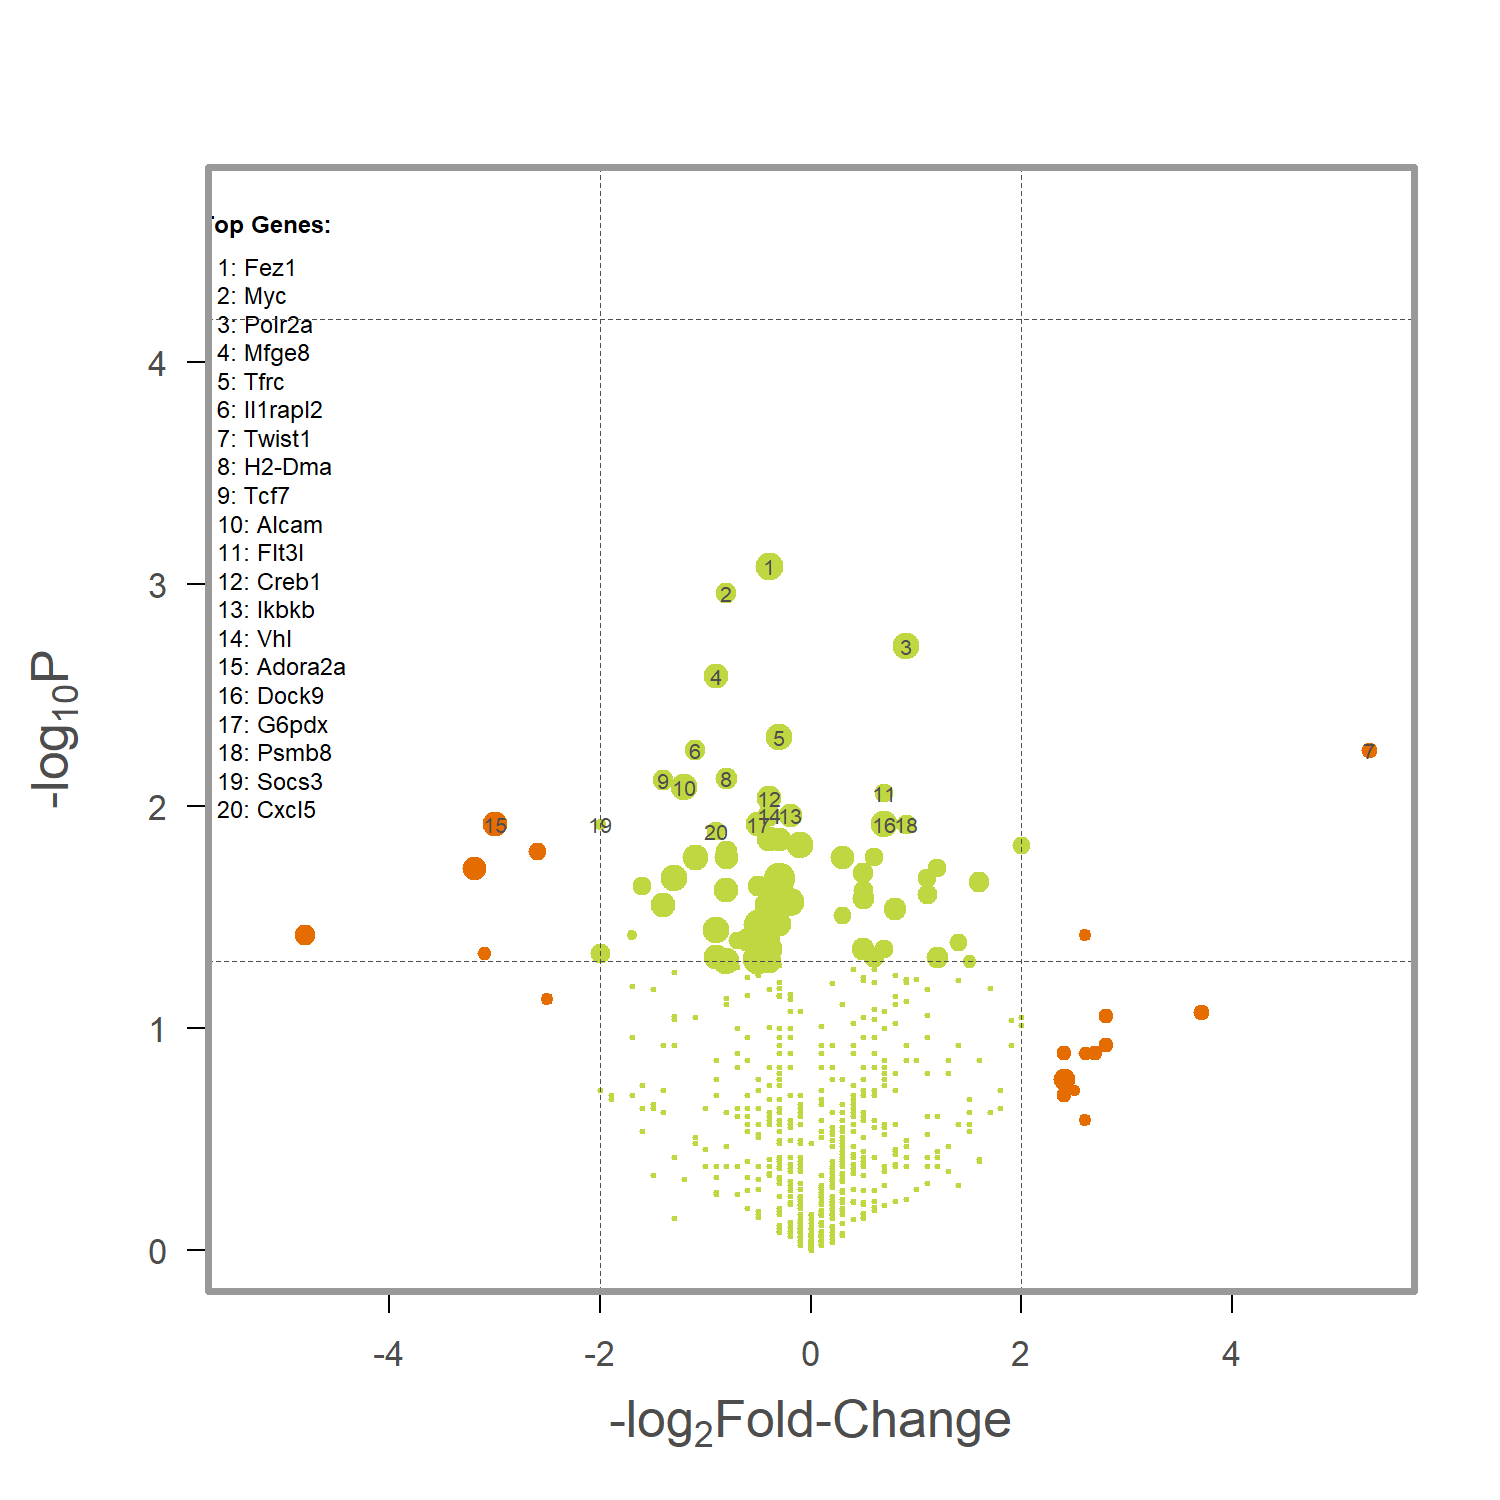 Top Genes:
1: Fez1
2: Myc
3: Polr2a
4: Mfge8
5: Tfrc
6: Il1rapl2
7: Twist1
8: H2-Dma
9: Tcf7
10: Alcam
11: Flt3l
12: Creb1
13: Ikbkb
14: Vhl
15: Adora2a
16: Dock9
17: G6pdx
18: Psmb8
19: Socs3
20: Cxcl5
-log10P
4
3
2
1
0
1
2
3
4
5
6
7
8
9
10
11
12
13
14
15
16
17
18
19
20
-4 -2 0 2 4
-log2Fold-Change